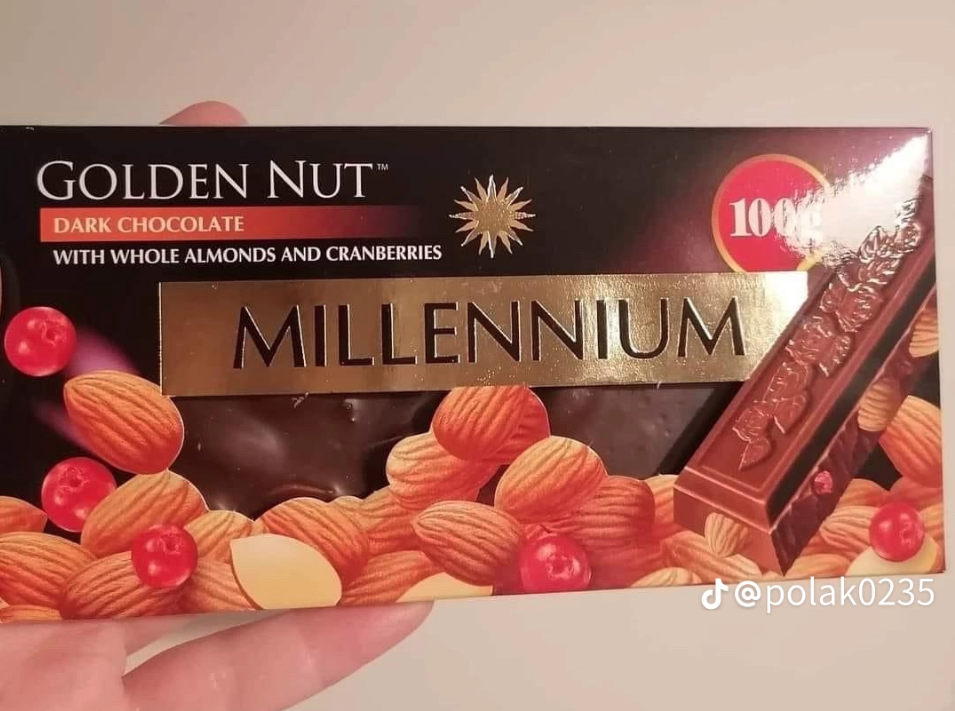 GOLDEN NUT™
DARK CHOCOLATE
WITH WHOLE ALMONDS AND CRANBERRIES
100g
MILLENNIUM
@polak0235